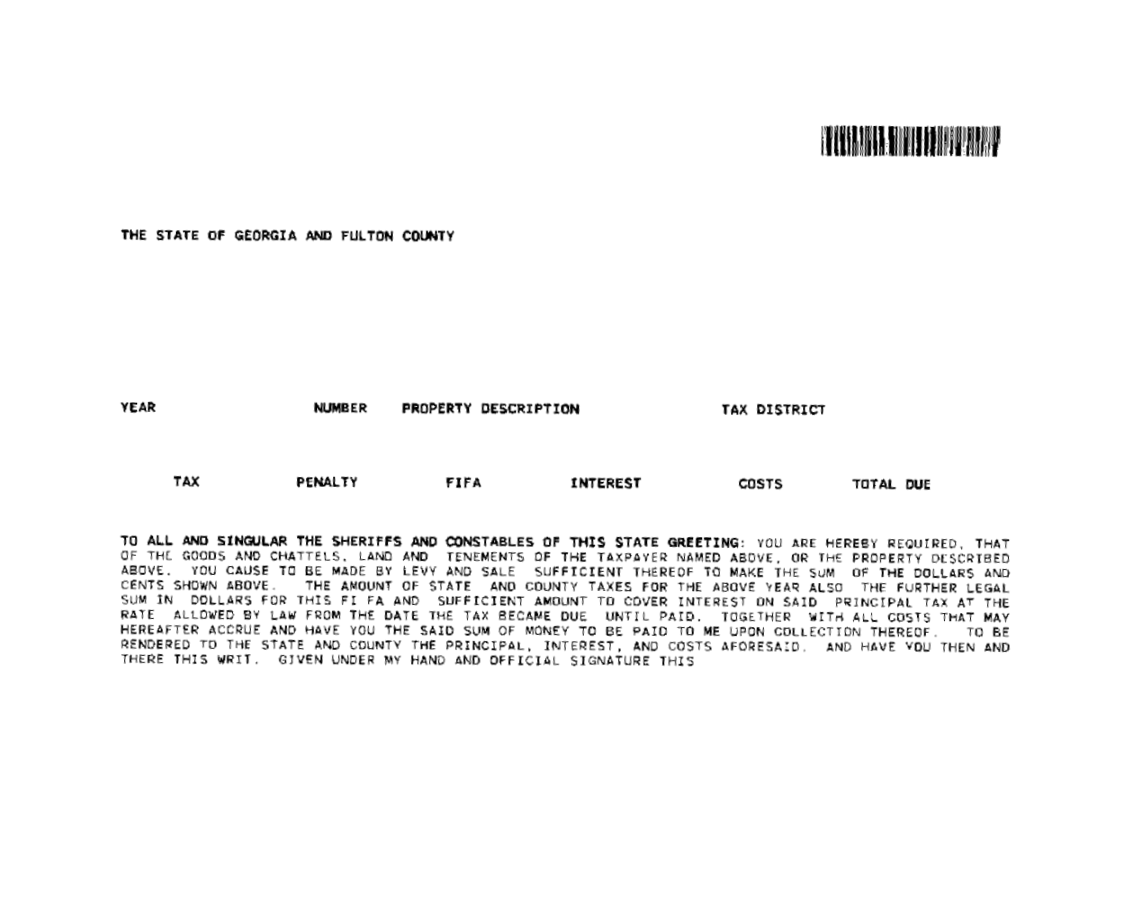 THE STATE OF GEORGIA AND FULTON COUNTY
YEAR NUMBER PROPERTY DESCRIPTION TAX DISTRICT
TAX PENALTY FIFA INTEREST COSTS TOTAL DUE
TO ALL AND SINGULAR THE SHERIFFS AND CONSTABLES OF THIS STATE GREETING: YOU ARE HEREBY REQUIRED, THAT
OF THE GOODS AND CHATTELS, LAND AND TENEMENTS OF THE TAXPAYER NAMED ABOVE, OR THE PROPERTY DESCRIBED
ABOVE. YOU CAUSE TO BE MADE BY LEVY AND SALE SUFFICIENT THEREOF TO MAKE THE SUM OF THE DOLLARS AND
CENTS SHOWN ABOVE. THE AMOUNT OF STATE AND COUNTY TAXES FOR THE ABOVE YEAR ALSO THE FURTHER LEGAL
SUM IN DOLLARS FOR THIS FI FA AND SUFFICIENT AMOUNT TO COVER INTEREST ON SAID PRINCIPAL TAX AT THE
RATE ALLOWED BY LAW FROM THE DATE THE TAX BECAME DUE UNTIL PAID. TOGETHER WITH ALL COSTS THAT MAY
HEREAFTER ACCRUE AND HAVE YOU THE SAID SUM OF MONEY TO BE PAID TO ME UPON COLLECTION THEREOF. TO BE
RENDERED TO THE STATE AND COUNTY THE PRINCIPAL, INTEREST, AND COSTS AFORESAID. AND HAVE YOU THEN AND
THERE THIS WRIT. GIVEN UNDER MY HAND AND OFFICIAL SIGNATURE THIS